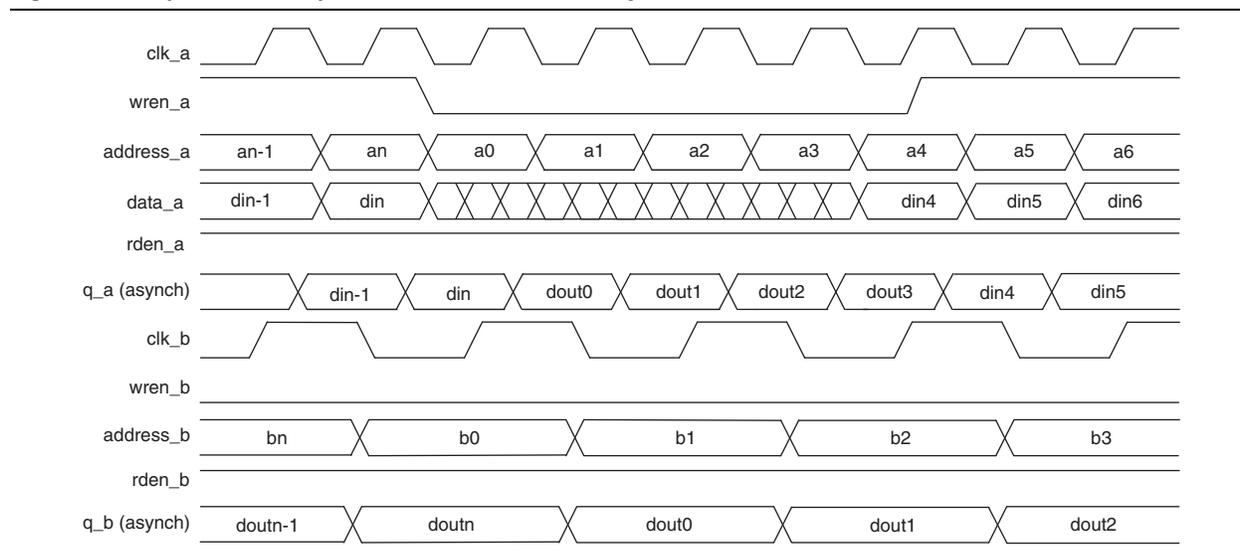 clk_a
wren_a
address_a an-1 an a0 a1 a2 a3 a4 a5 a6
data_a din-1 din din4 din5 din6
rden_a
q_a (asynch) din-1 din dout0 dout1 dout2 dout3 din4 din5
clk_b
wren_b
address_b bn b0 b1 b2 b3
rden_b
q_b (asynch) doutn-1 doutn dout0 dout1 dout2